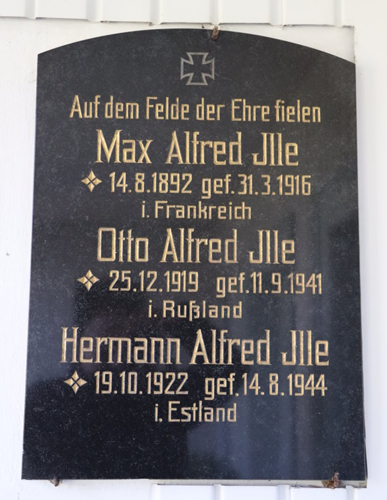 Auf dem Felde der Ehre fielen
Max Alfred Jlle
14.8.1892 gef. 31.3.1916
i. Frankreich
Otto Alfred Jlle
25.12.1919 gef. 11.9.1941
i. Rußland
Hermann Alfred Jlle
19.10.1922 gef. 14.8.1944
i. Estland